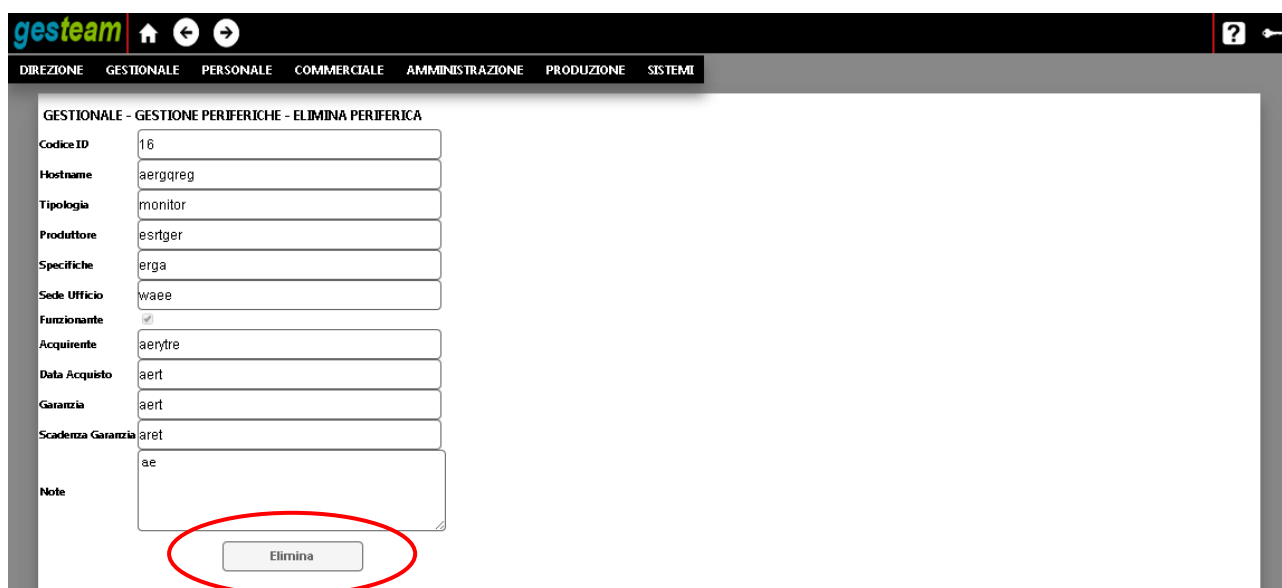 gesteam ?
DIREZIONE GESTIONALE PERSONALE COMMERCIALE AMMINISTRAZIONE PRODUZIONE SISTEMI
GESTIONALE - GESTIONE PERIFERICHE - ELIMINA PERIFERICA
Codice ID 16
Hostname aergqreg
Tipologia monitor
Produttore esrtger
Specifiche erga
Sede Ufficio waee
Funzionante
Acquirente aerytre
Data Acquisto aert
Garanzia aert
Scadenza Garanzia aret
Note ae
Elimina